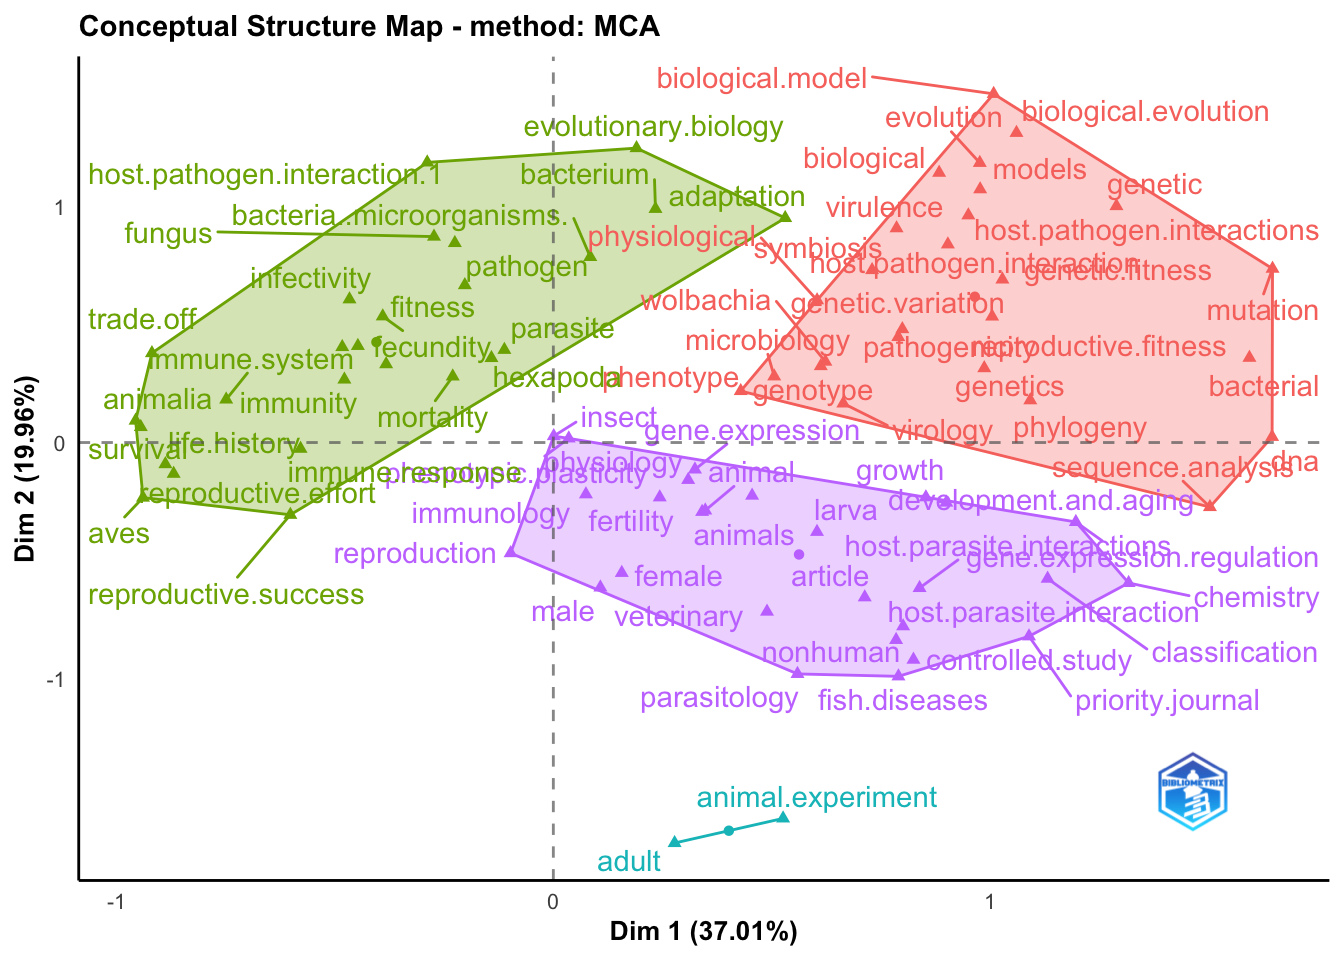 Conceptual Structure Map - method: MCA
biological.model
evolution
biological.evolution
evolutionary.biology
biological
models
host.pathogen.interaction.1
bacterium
genetic
adaptation
bacteria..microorganisms.
virulence
fungus
physiological
host.pathogen.interactions
symbiosis
host.pathogen.interaction
genetic.fitness
pathogen
infectivity
wolbachia
genetic.variation
mutation
fitness
trade.off
parasite
microbiology
pathogenicity
reproductive.fitness
fecundity
immune.system
hexapoda
phenotype
genotype
genetics
bacterial
animalia
immunity
mortality
insect
gene.expression
virology
phylogeny
survival
life.history
dna
immune.response
phenotypic.plasticity
physiology
animal
growth
sequence.analysis
reproductive.effort
development.and.aging
immunology
fertility
larva
aves
animals
reproduction
host.parasite.interactions
gene.expression.regulation
female
article
reproductive.success
chemistry
male
veterinary
host.parasite.interaction
nonhuman
controlled.study
classification
parasitology
fish.diseases
priority.journal
animal.experiment
adult
BIBLIOMETRIX
1
0
-1
Dim 2 (19.96%)
-1
0
1
Dim 1 (37.01%)